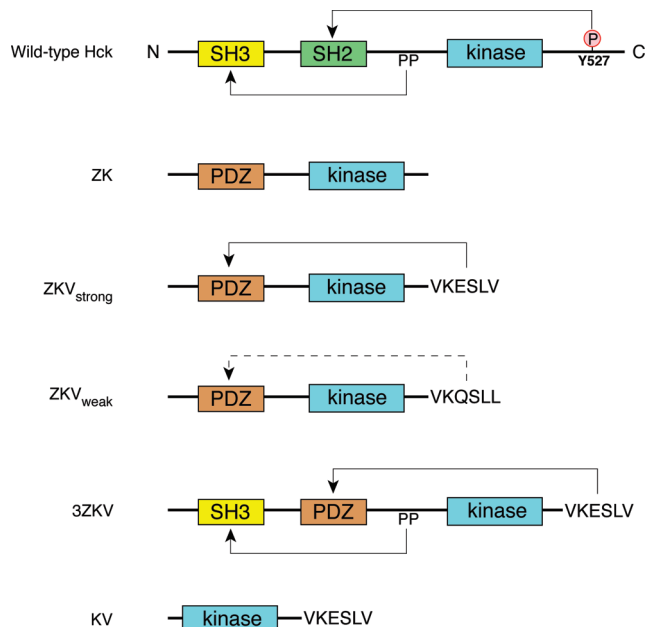 Wild-type Hck N SH3 SH2 PP kinase P Y527 C
ZK PDZ kinase
ZKVstrong PDZ kinase VKESLV
ZKVweak PDZ kinase VKQSLL
3ZKV SH3 PDZ PP kinase VKESLV
KV kinase VKESLV